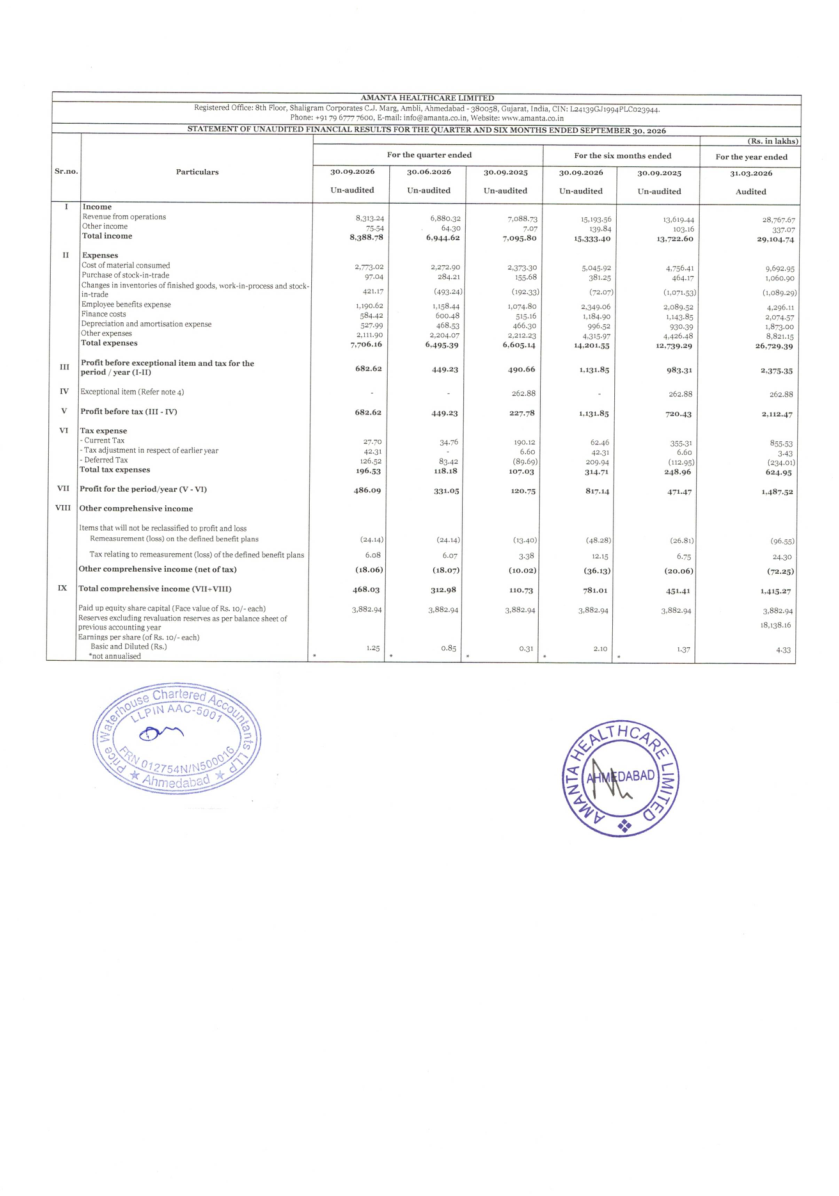 AMANTA HEALTHCARE LIMITED
Registered Office: 8th Floor, Shaligram Corporates C.J. Marg, Ambli, Ahmedabad - 380058, Gujarat, India, CIN: L24139GJ1994PLC023944.
Phone: +91 79 6777 7600, E-mail: info@amanta.co.in, Website: www.amanta.co.in
STATEMENT OF UNAUDITED FINANCIAL RESULTS FOR THE QUARTER AND SIX MONTHS ENDED SEPTEMBER 30, 2026
(Rs. in lakhs)
Sr.no. Particulars For the quarter ended For the six months ended For the year ended
30.09.2026 30.06.2026 30.09.2025 30.09.2026 30.09.2025 31.03.2026
Un-audited Un-audited Un-audited Un-audited Un-audited Audited
I Income
Revenue from operations 8,313.24 6,880.32 7,088.73 15,193.56 13,619.44 28,767.67
Other income 75.54 64.30 7.07 139.84 103.16 337.07
Total income 8,388.78 6,944.62 7,095.80 15,333.40 13,722.60 29,104.74
II Expenses
Cost of material consumed 2,773.02 2,272.90 2,373.30 5,045.92 4,756.41 9,692.95
Purchase of stock-in-trade 97.04 284.21 155.68 381.25 464.17 1,060.90
Changes in inventories of finished goods, work-in-process and stock-
in-trade 421.17 (493.24) (192.33) (72.07) (1,071.53) (1,089.29)
Employee benefits expense 1,190.62 1,158.44 1,074.80 2,349.06 2,089.52 4,296.11
Finance costs 584.42 600.48 515.16 1,184.90 1,143.85 2,074.57
Depreciation and amortisation expense 527.99 468.53 466.30 996.52 930.39 1,873.00
Other expenses 2,111.90 2,204.07 2,212.23 4,315.97 4,426.48 8,821.15
Total expenses 7,706.16 6,495.39 6,605.14 14,201.55 12,739.29 26,729.39
III Profit before exceptional item and tax for the
period / year (I-II) 682.62 449.23 490.66 1,131.85 983.31 2,375.35
IV Exceptional item (Refer note 4) - - 262.88 - 262.88 262.88
V Profit before tax (III - IV) 682.62 449.23 227.78 1,131.85 720.43 2,112.47
VI Tax expense
- Current Tax 27.70 34.76 190.12 62.46 355.31 855.53
- Tax adjustment in respect of earlier year 42.31 - 6.60 42.31 6.60 3.43
- Deferred Tax 126.52 83.42 (89.69) 209.94 (112.95) (234.01)
Total tax expenses 196.53 118.18 107.03 314.71 248.96 624.95
VII Profit for the period/year (V - VI) 486.09 331.05 120.75 817.14 471.47 1,487.52
VIII Other comprehensive income
Items that will not be reclassified to profit and loss
Remeasurement (loss) on the defined benefit plans (24.14) (24.14) (13.40) (48.28) (26.81) (96.55)
Tax relating to remeasurement (loss) of the defined benefit plans 6.08 6.07 3.38 12.15 6.75 24.30
Other comprehensive income (net of tax) (18.06) (18.07) (10.02) (36.13) (20.06) (72.25)
IX Total comprehensive income (VII+VIII) 468.03 312.98 110.73 781.01 451.41 1,415.27
Paid up equity share capital (Face value of Rs. 10/- each) 3,882.94 3,882.94 3,882.94 3,882.94 3,882.94 3,882.94
Reserves excluding revaluation reserves as per balance sheet of
previous accounting year 18,138.16
Earnings per share (of Rs. 10/- each)
Basic and Diluted (Rs.) 1.25 0.85 0.31 2.10 1.37 4.33
*not annualised * * * * *
Price Waterhouse Chartered Accountants LLP
LLPIN AAC-5001
FRN 012754N/N500016
Ahmedabad
AMANTA HEALTHCARE LIMITED
AHMEDABAD